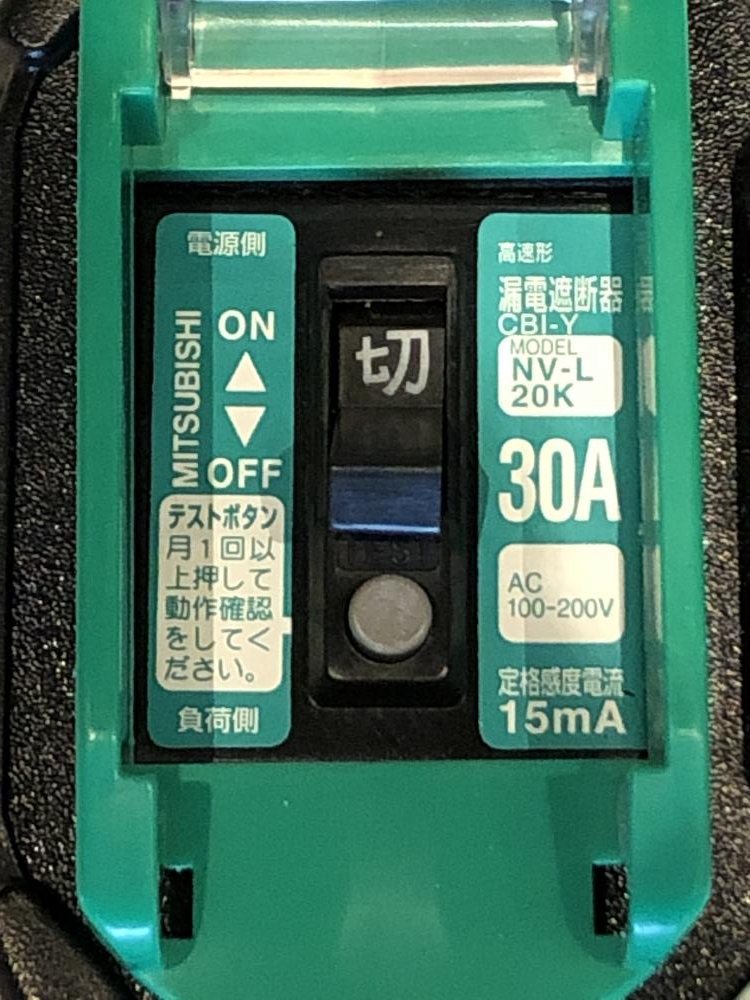 電源側
MITSUBISHI
ON
OFF
テストボタン
月1回以
上押して
動作確認
をしてく
ださい。
負荷側
切
TEST
高速形
漏電遮断器
CBI-Y
MODEL
NV-L
20K
30A
AC
100-200V
定格感度電流
15mA